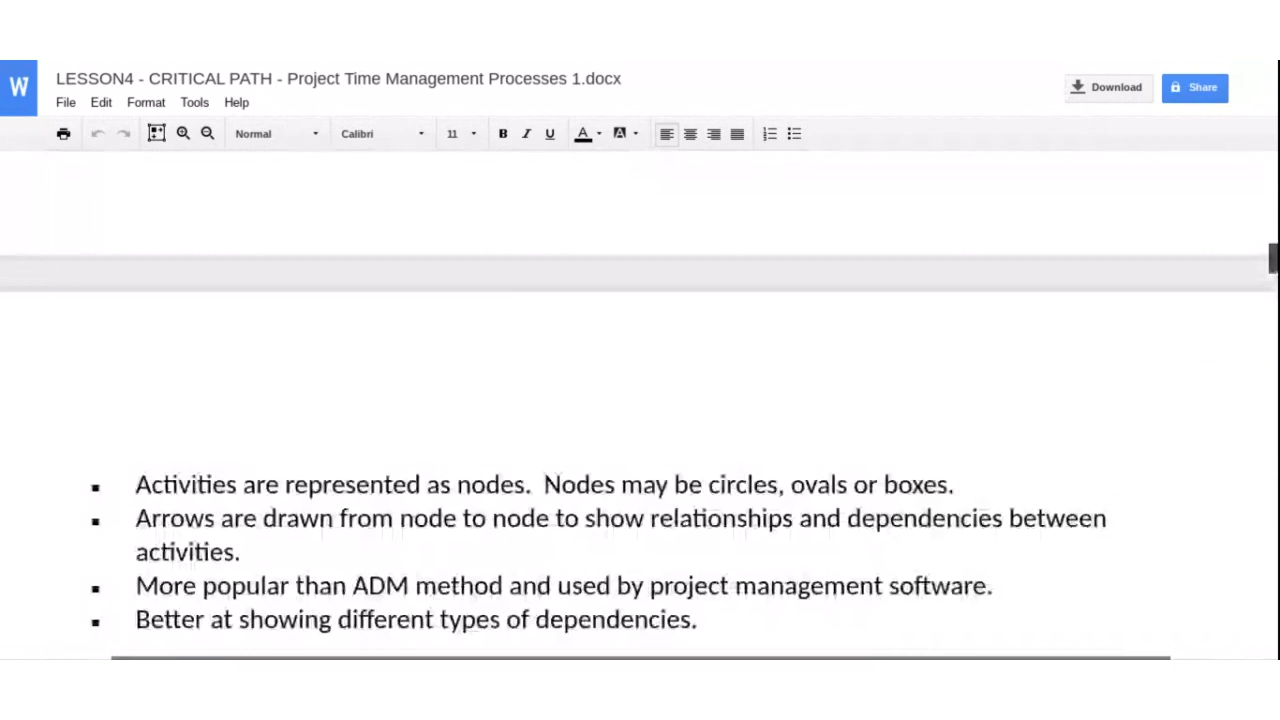 W
LESSON4 - CRITICAL PATH - Project Time Management Processes 1.docx
File Edit Format Tools Help
Download
Share
Normal Calibri 11 B I U A A
▪ Activities are represented as nodes.  Nodes may be circles, ovals or boxes.
▪ Arrows are drawn from node to node to show relationships and dependencies between
activities.
▪ More popular than ADM method and used by project management software.
▪ Better at showing different types of dependencies.